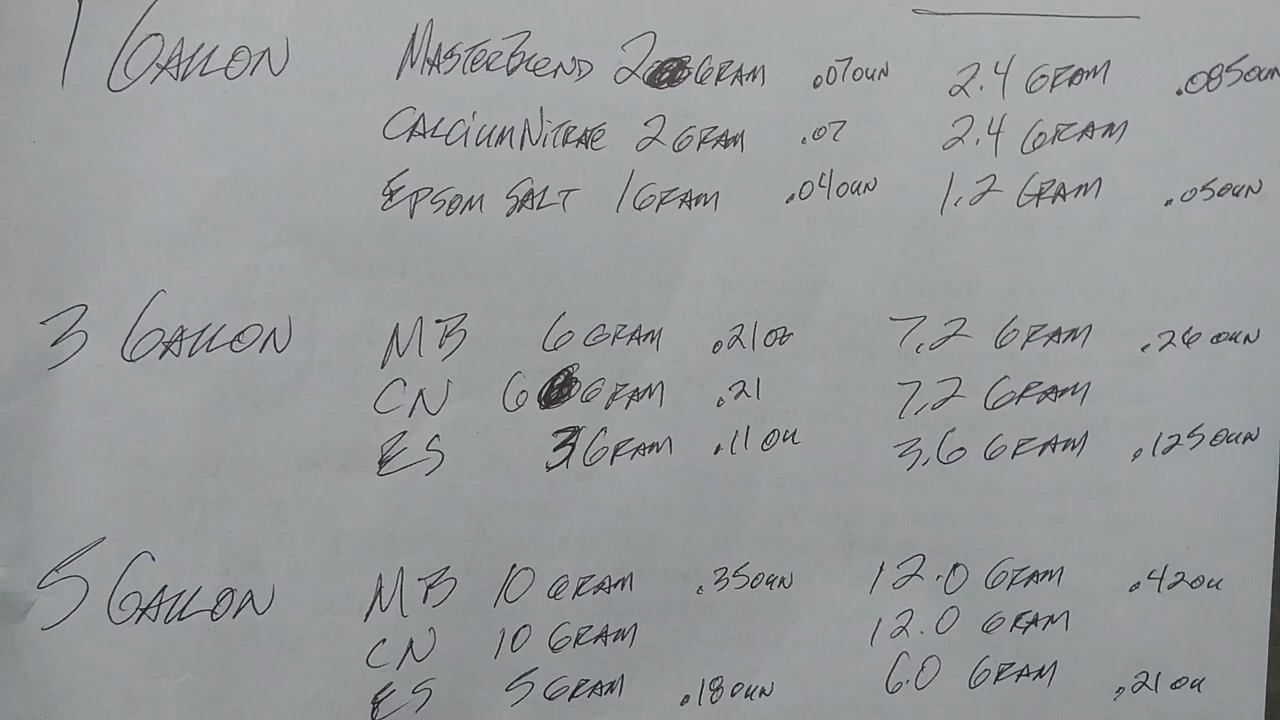 1 GALLON MASTERBLEND 2 GRAM .07OUN 2.4 GRAM .085OUN
CALCIUM NITRATE 2 GRAM .07 2.4 GRAM
EPSOM SALT 1 GRAM .04OUN 1.2 GRAM .05OUN
3 GALLON MB 6 GRAM .21OZ 7.2 GRAM .26OUN
CN 6 GRAM .21 7.2 GRAM
ES 3 GRAM .11OU 3.6 GRAM .125OUN
5 GALLON MB 10 GRAM .35OUN 12.0 GRAM .42OU
CN 10 GRAM 12.0 GRAM
ES 5 GRAM .18OUN 6.0 GRAM .21OU